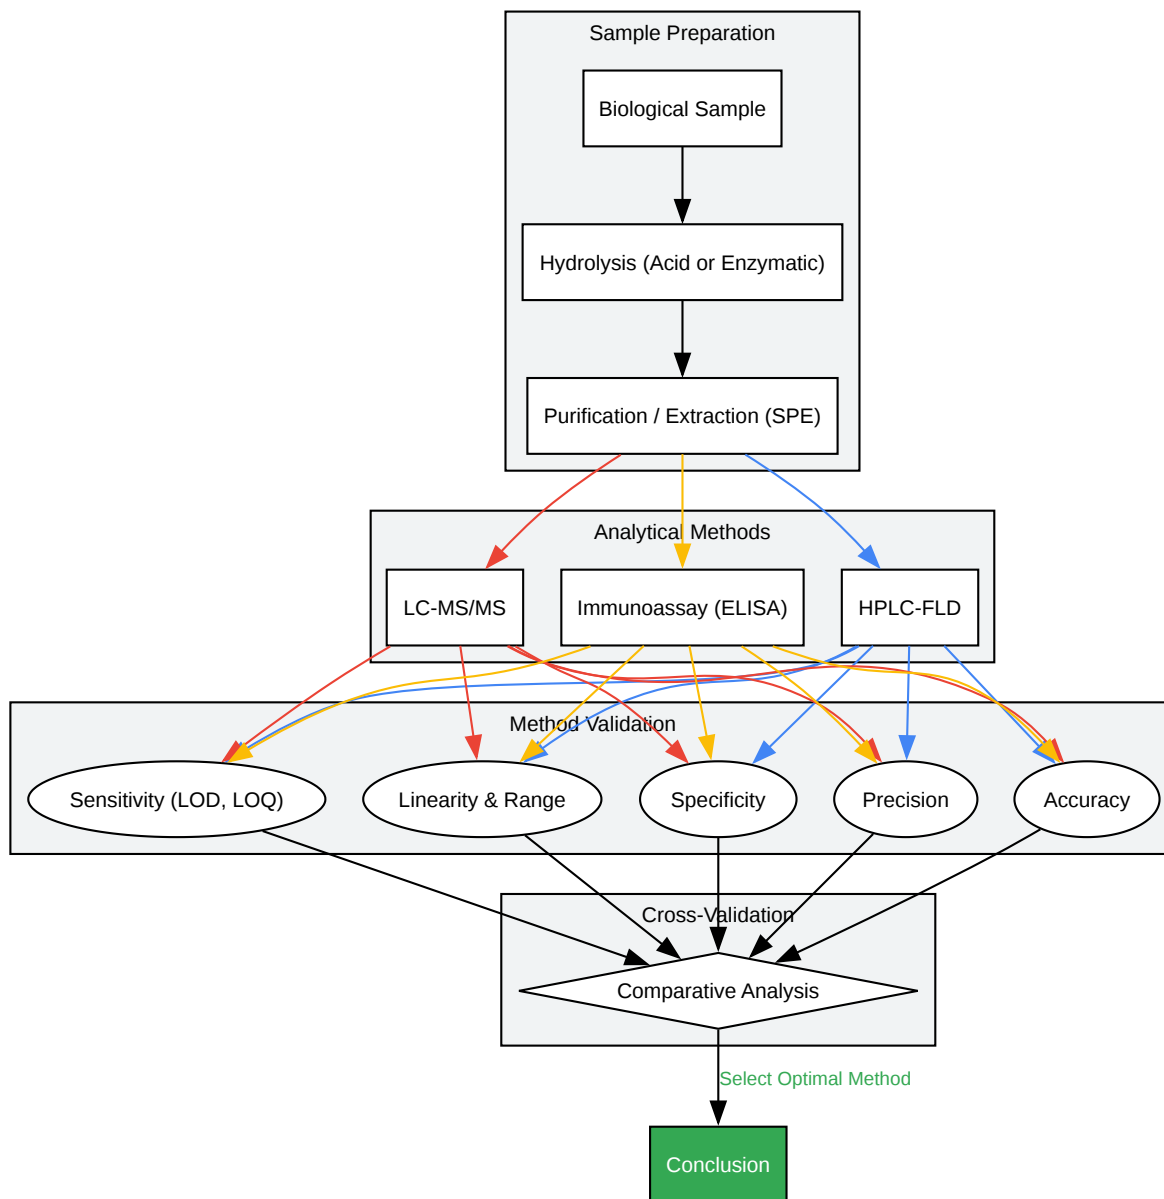 Sample Preparation
Biological Sample
Hydrolysis (Acid or Enzymatic)
Purification / Extraction (SPE)
Analytical Methods
LC-MS/MS
Immunoassay (ELISA)
HPLC-FLD
Method Validation
Sensitivity (LOD, LOQ)
Linearity & Range
Specificity
Precision
Accuracy
Cross-Validation
Comparative Analysis
Select Optimal Method
Conclusion